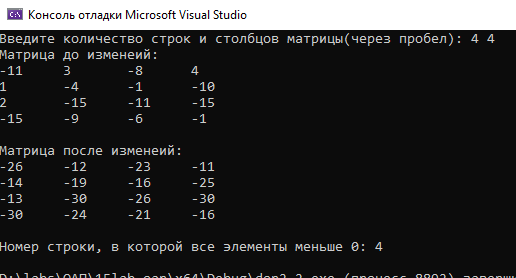 Консоль отладки Microsoft Visual Studio
Введите количество строк и столбцов матрицы(через пробел): 4 4
Матрица до изменеий:
-11 3 -8 4
1 -4 -1 -10
2 -15 -11 -15
-15 -9 -6 -1
Матрица после изменеий:
-26 -12 -23 -11
-14 -19 -16 -25
-13 -30 -26 -30
-30 -24 -21 -16
Номер строки, в которой все элементы меньше 0: 4